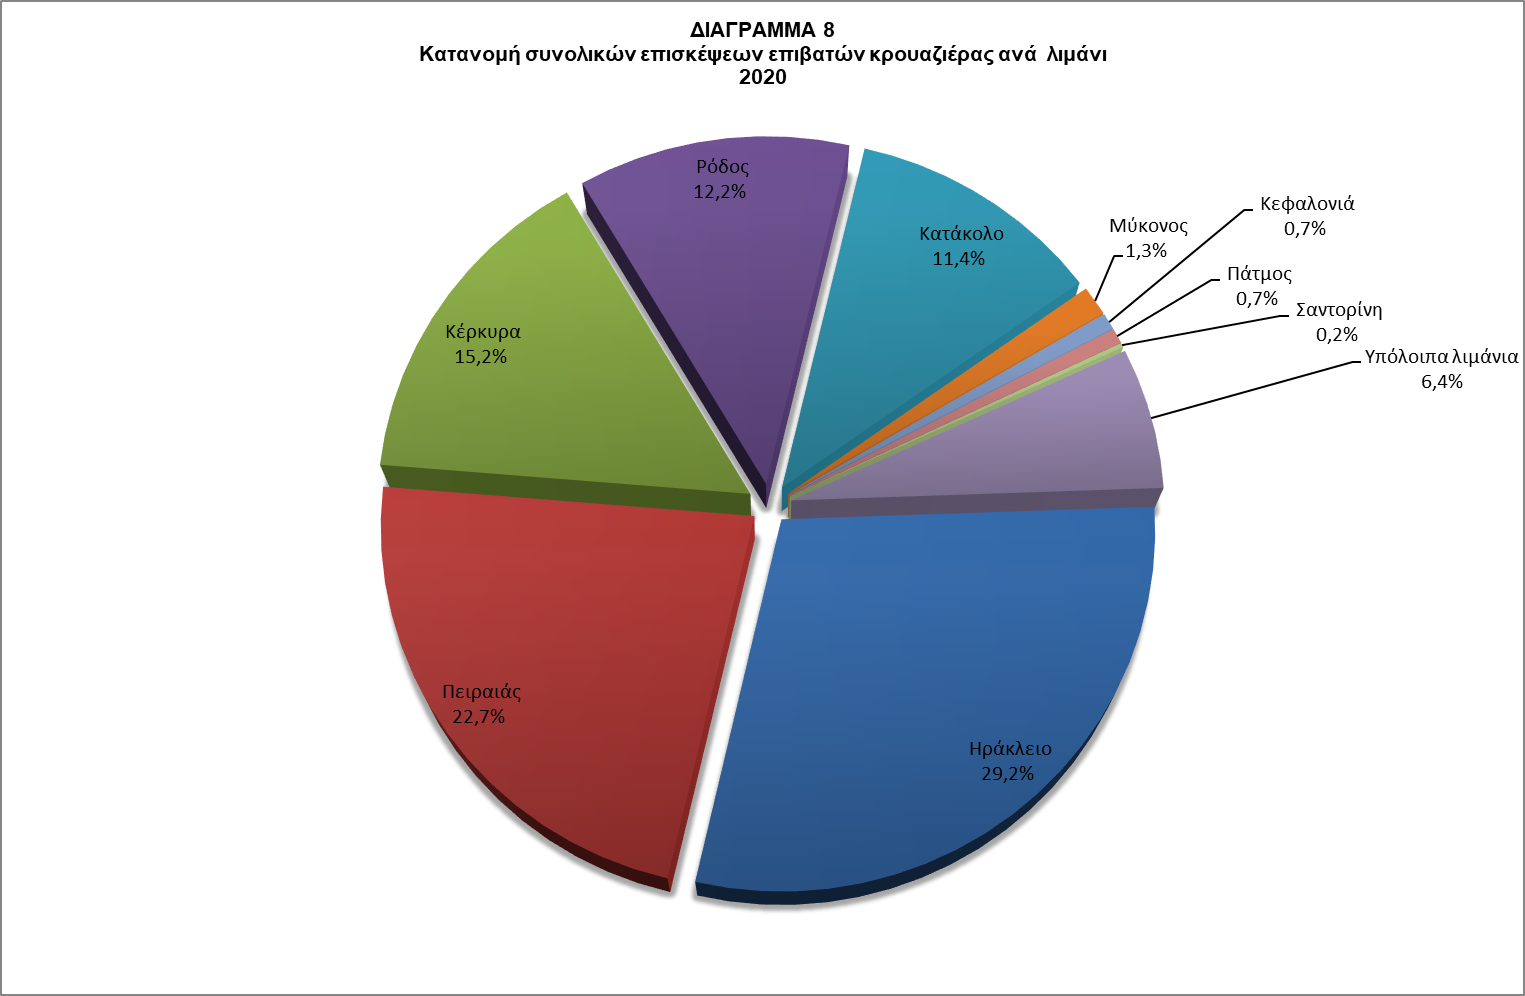 ΔΙΑΓΡΑΜΜΑ 8
Κατανομή συνολικών επισκέψεων επιβατών κρουαζιέρας ανά λιμάνι
2020
Ρόδος
12,2%
Κατάκολο
11,4%
Μύκονος
1,3%
Κεφαλονιά
0,7%
Πάτμος
0,7%
Σαντορίνη
0,2%
Υπόλοιπα λιμάνια
6,4%
Κέρκυρα
15,2%
Πειραιάς
22,7%
Ηράκλειο
29,2%